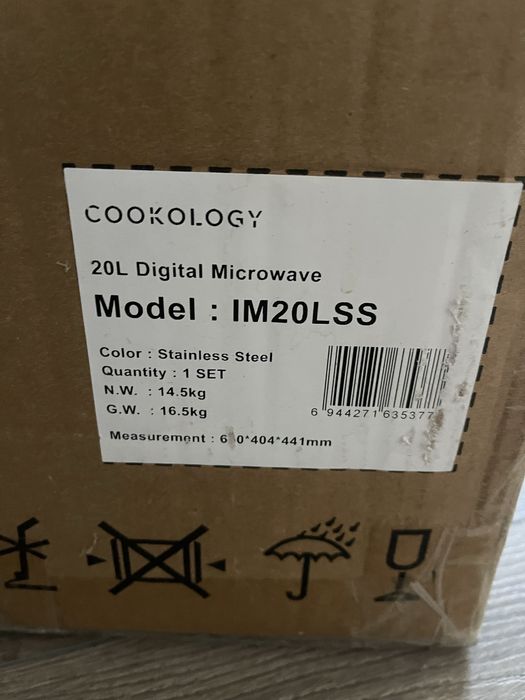 COOKOLOGY
20L Digital Microwave
Model : IM20LSS
Color : Stainless Steel
Quantity : 1 SET
N.W. : 14.5kg
G.W. : 16.5kg
6 944271 635377
Measurement :